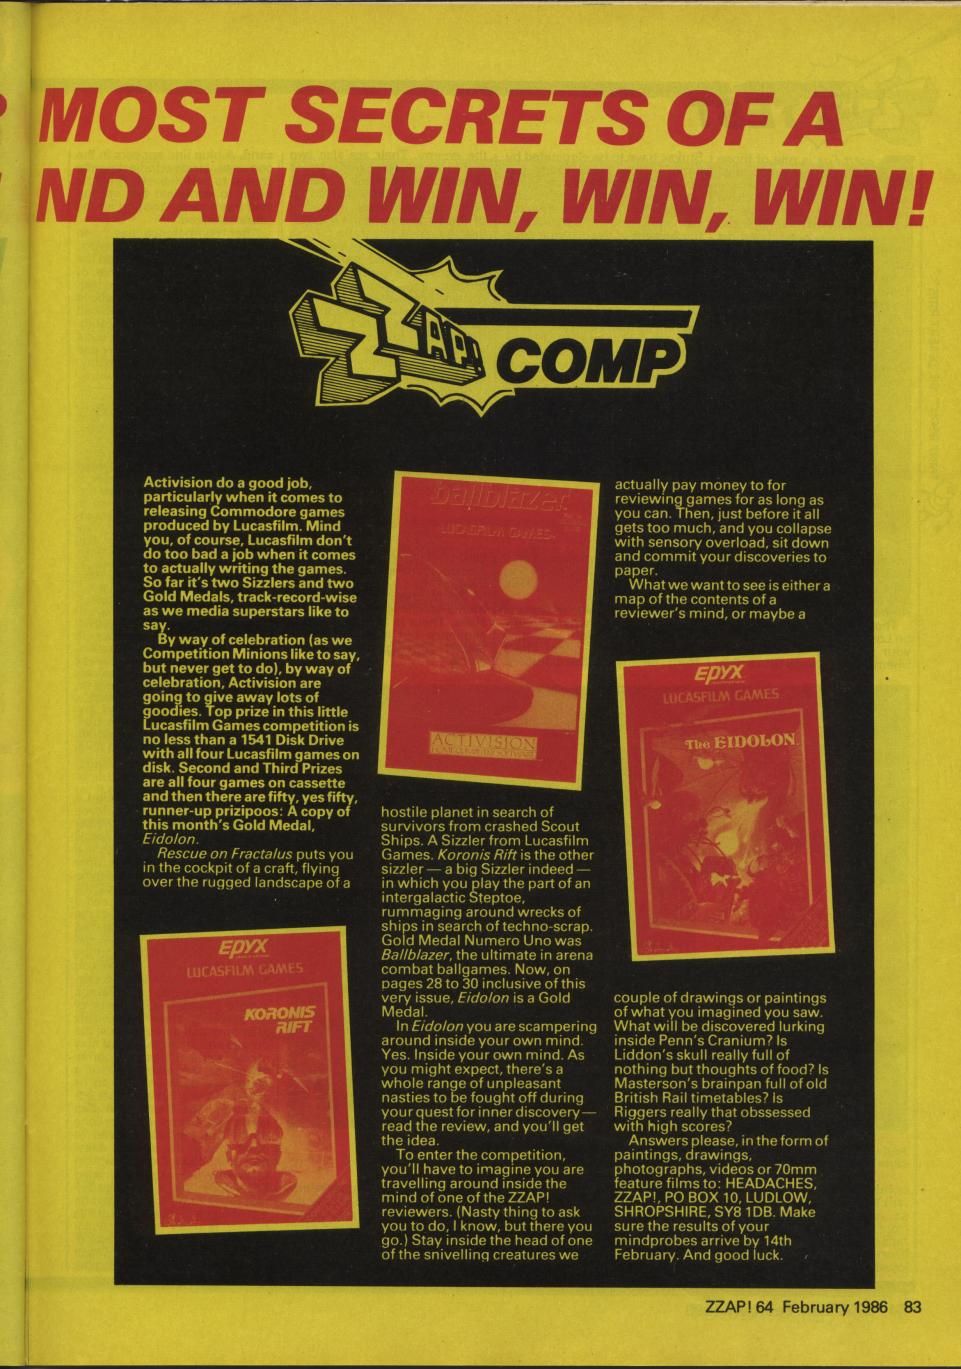 MOST SECRETS OF A
ND AND WIN, WIN, WIN!
ZZAP!
COMP
Activision do a good job,
particularly when it comes to
releasing Commodore games
produced by Lucasfilm. Mind
you, of course, Lucasfilm don't
do too bad a job when it comes
to actually writing the games.
So far it's two Sizzlers and two
Gold Medals, track-record-wise
as we media superstars like to
say.
By way of celebration (as we
Competition Minions like to say,
but never get to do), by way of
celebration, Activision are
going to give away lots of
goodies. Top prize in this little
Lucasfilm Games competition is
no less than a 1541 Disk Drive
with all four Lucasfilm games on
disk. Second and Third Prizes
are all four games on cassette
and then there are fifty, yes fifty,
runner-up prizipoos: A copy of
this month's Gold Medal,
Eidolon.
Rescue on Fractalus puts you
in the cockpit of a craft, flying
over the rugged landscape of a
EPYX
LUCASFILM GAMES
KORONIS
RIFT
ballblazer
LUCASFILM GAMES
ACTIVISION
hostile planet in search of
survivors from crashed Scout
Ships. A Sizzler from Lucasfilm
Games. Koronis Rift is the other
sizzler — a big Sizzler indeed —
in which you play the part of an
intergalactic Steptoe,
rummaging around wrecks of
ships in search of techno-scrap.
Gold Medal Numero Uno was
Ballblazer, the ultimate in arena
combat ballgames. Now, on
pages 28 to 30 inclusive of this
very issue, Eidolon is a Gold
Medal.
In Eidolon you are scampering
around inside your own mind.
Yes. Inside your own mind. As
you might expect, there's a
whole range of unpleasant
nasties to be fought off during
your quest for inner discovery —
read the review, and you'll get
the idea.
To enter the competition,
you'll have to imagine you are
travelling around inside the
mind of one of the ZZAP!
reviewers. (Nasty thing to ask
you to do, I know, but there you
go.) Stay inside the head of one
of the snivelling creatures we
actually pay money to for
reviewing games for as long as
you can. Then, just before it all
gets too much, and you collapse
with sensory overload, sit down
and commit your discoveries to
paper.
What we want to see is either a
map of the contents of a
reviewer's mind, or maybe a
EPYX
LUCASFILM GAMES
The EIDOLON
couple of drawings or paintings
of what you imagined you saw.
What will be discovered lurking
inside Penn's Cranium? Is
Liddon's skull really full of
nothing but thoughts of food? Is
Masterson's brainpan full of old
British Rail timetables? Is
Riggers really that obssessed
with high scores?
Answers please, in the form of
paintings, drawings,
photographs, videos or 70mm
feature films to: HEADACHES,
ZZAP!, PO BOX 10, LUDLOW,
SHROPSHIRE, SY8 1DB. Make
sure the results of your
mindprobes arrive by 14th
February. And good luck.
ZZAP! 64 February 1986 83